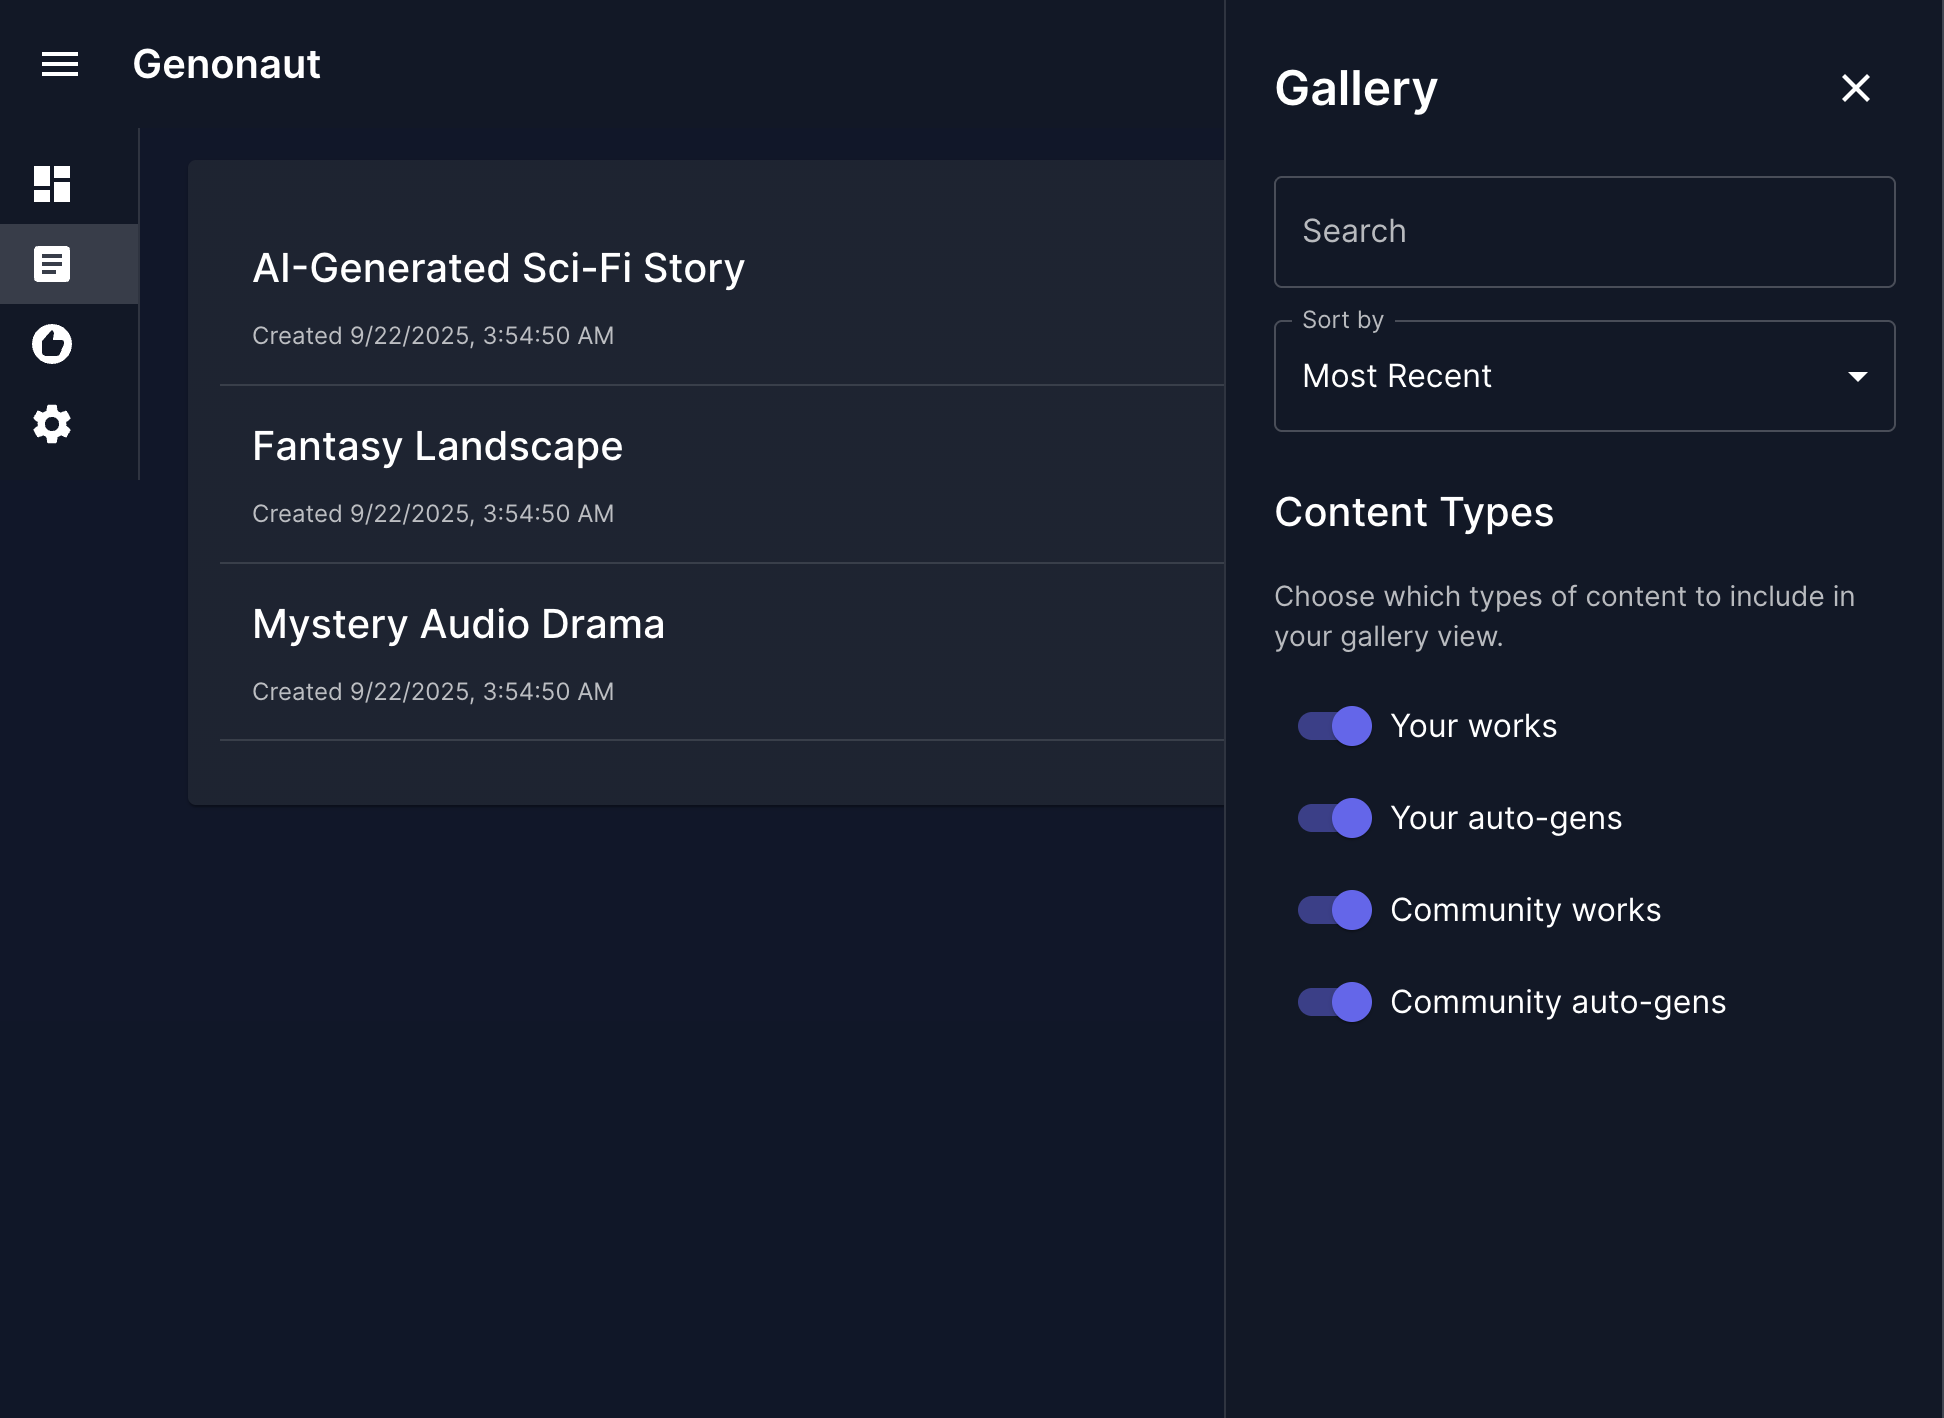 Genonaut
AI-Generated Sci-Fi Story
Created 9/22/2025, 3:54:50 AM
Fantasy Landscape
Created 9/22/2025, 3:54:50 AM
Mystery Audio Drama
Created 9/22/2025, 3:54:50 AM
Gallery
Search
Sort by
Most Recent
Content Types
Choose which types of content to include in
your gallery view.
Your works
Your auto-gens
Community works
Community auto-gens